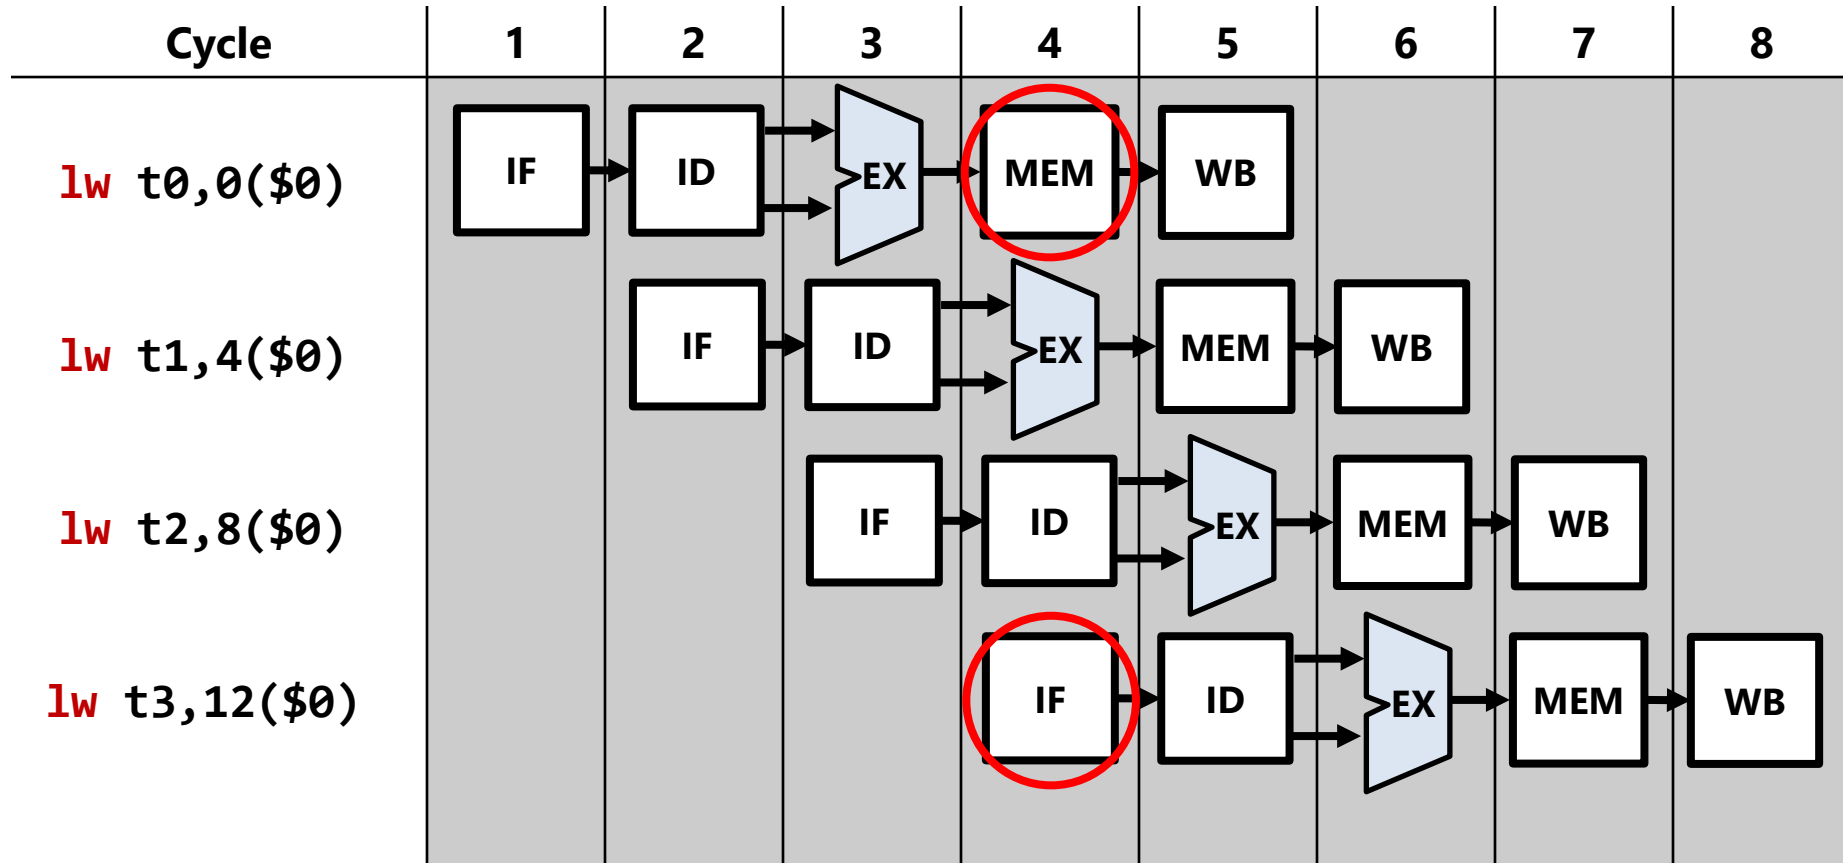 Cycle 1 2 3 4 5 6 7 8
lw t0,0($0) IF ID EX MEM WB
lw t1,4($0) IF ID EX MEM WB
lw t2,8($0) IF ID EX MEM WB
lw t3,12($0) IF ID EX MEM WB